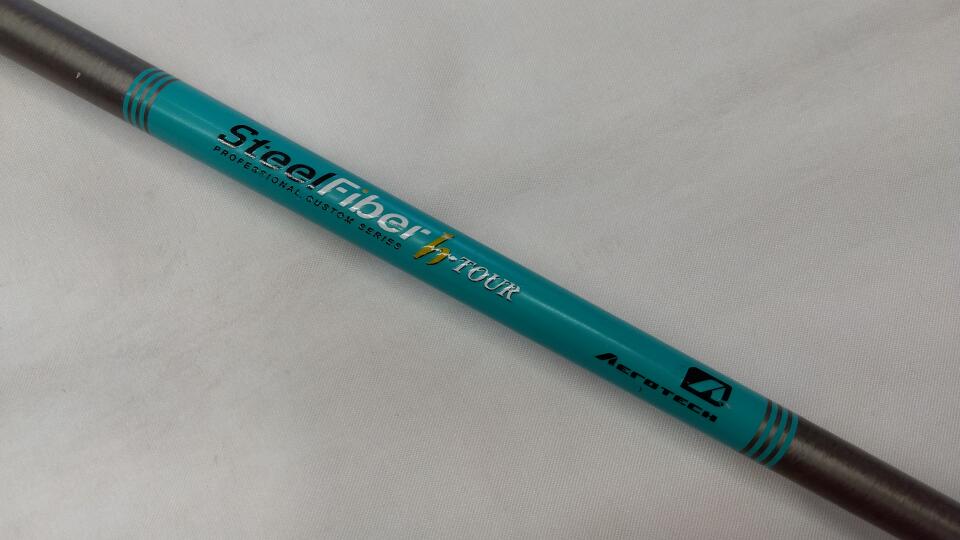 SteelFiber h-TOUR
PROFESSIONAL CUSTOM SERIES
AEROTECH